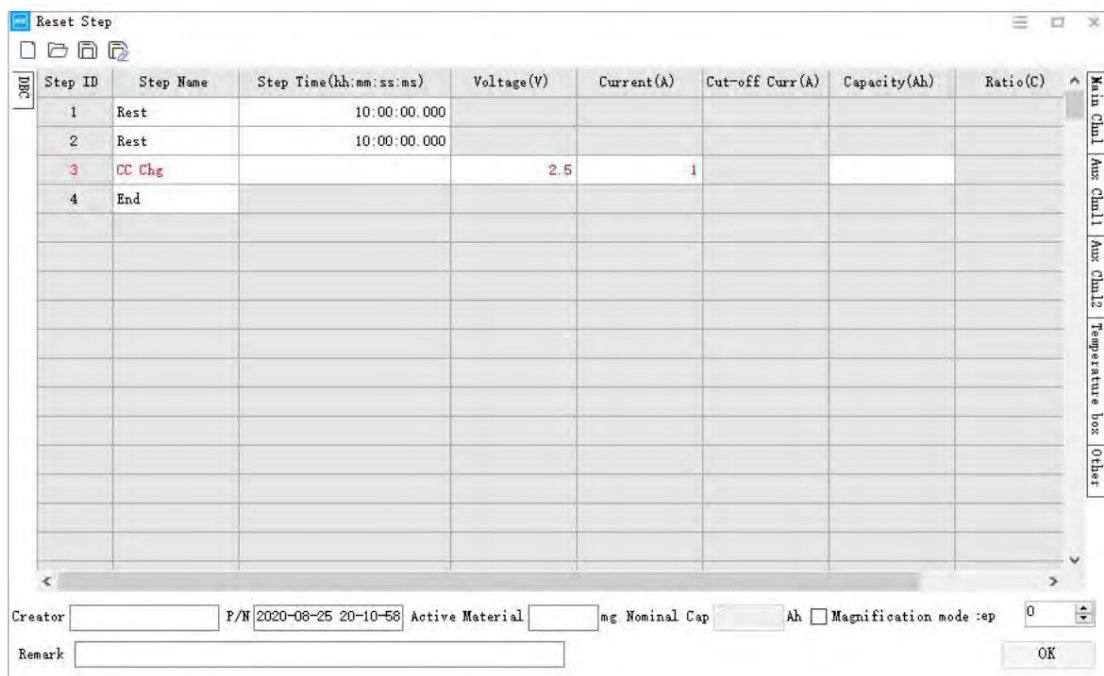 Reset Step
Step ID Step Name Step Time(hh:mm:ss:ms) Voltage(V) Current(A) Cut-off Curr(A) Capacity(Ah) Ratio(C)
1 Rest 10:00:00.000
2 Rest 10:00:00.000
3 CC Chg 2.5 1
4 End
DBC
Main Chnl
Aux Chnl1
Aux Chnl2
Temperature box
Other
Creator P/N 2020-08-25 20-10-58 Active Material mg Nominal Cap Ah Magnification mode :ep 0
Remark OK